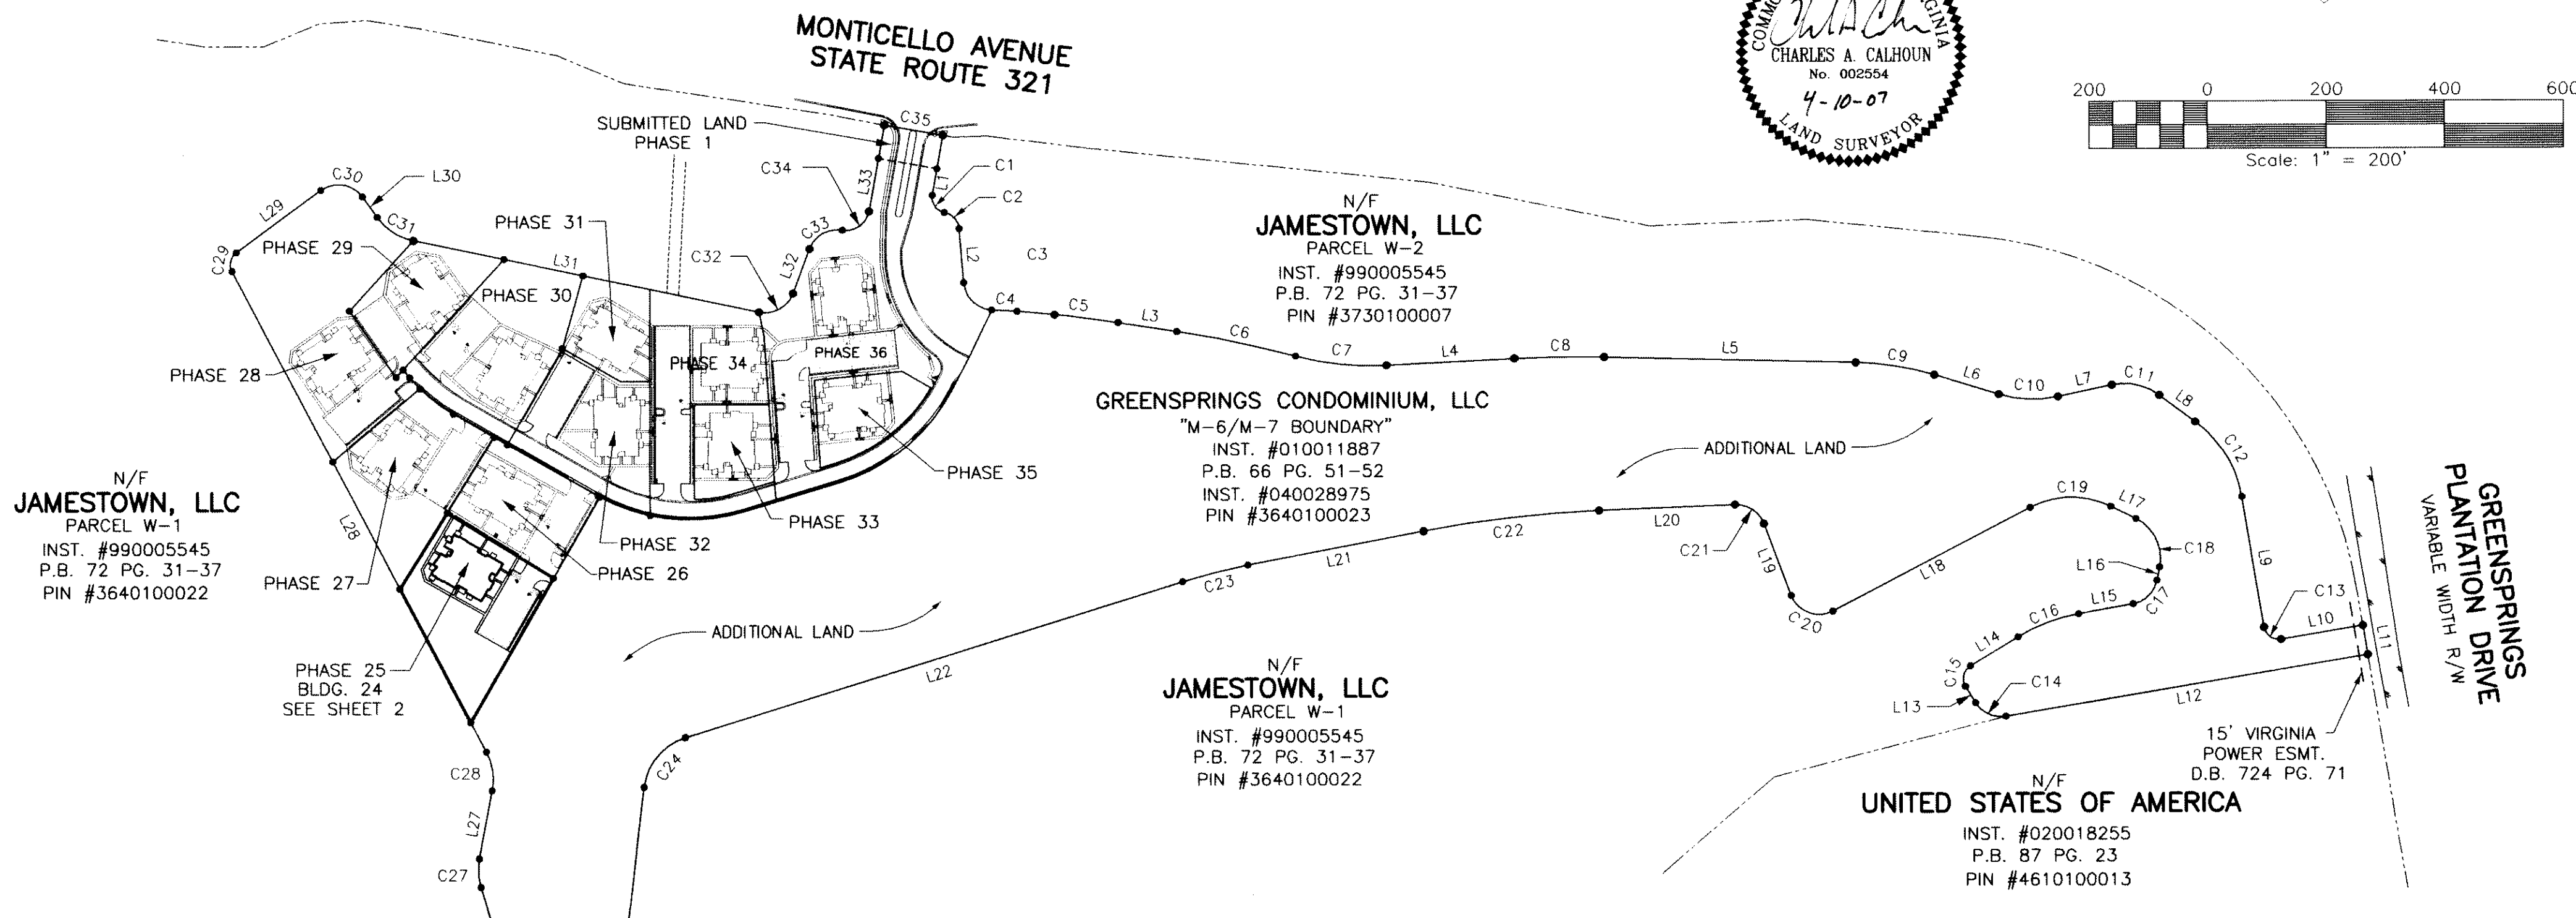 MONTICELLO AVENUE
STATE ROUTE 321
VIRGINIA
CHARLES A. CALHOUN
No. 002554
4-10-07
LAND SURVEYOR
200 0 200 400 600
Scale: 1" = 200'
SUBMITTED LAND
PHASE 1
C35
C34
L33
C33
C32
L32
C1
L1
C2
L2
C3
C4
C5
L3
C6
C7
L4
C8
L5
C9
L6
C10
L7
C11
L8
C12
L9
C13
L10
L11
L12
C14
L13
C15
L14
C16
L15
C17
L16
C18
L17
C19
L18
C20
L19
C21
L20
C22
L21
C23
L22
C24
C30
L30
L29
C31
C29
L31
L28
C28
L27
C27
PHASE 29
PHASE 31
PHASE 30
PHASE 28
PHASE 34
PHASE 36
PHASE 35
PHASE 33
PHASE 32
PHASE 26
PHASE 27
PHASE 25
BLDG. 24
SEE SHEET 2
N/F
JAMESTOWN, LLC
PARCEL W-2
INST. #990005545
P.B. 72 PG. 31-37
PIN #3730100007
GREENSPRINGS CONDOMINIUM, LLC
"M-6/M-7 BOUNDARY"
INST. #010011887
P.B. 66 PG. 51-52
INST. #040028975
PIN #3640100023
ADDITIONAL LAND
N/F
JAMESTOWN, LLC
PARCEL W-1
INST. #990005545
P.B. 72 PG. 31-37
PIN #3640100022
ADDITIONAL LAND
N/F
JAMESTOWN, LLC
PARCEL W-1
INST. #990005545
P.B. 72 PG. 31-37
PIN #3640100022
GREENSPRINGS
PLANTATION DRIVE
VARIABLE WIDTH R/W
15' VIRGINIA
POWER ESMT.
D.B. 724 PG. 71
N/F
UNITED STATES OF AMERICA
INST. #020018255
P.B. 87 PG. 23
PIN #4610100013